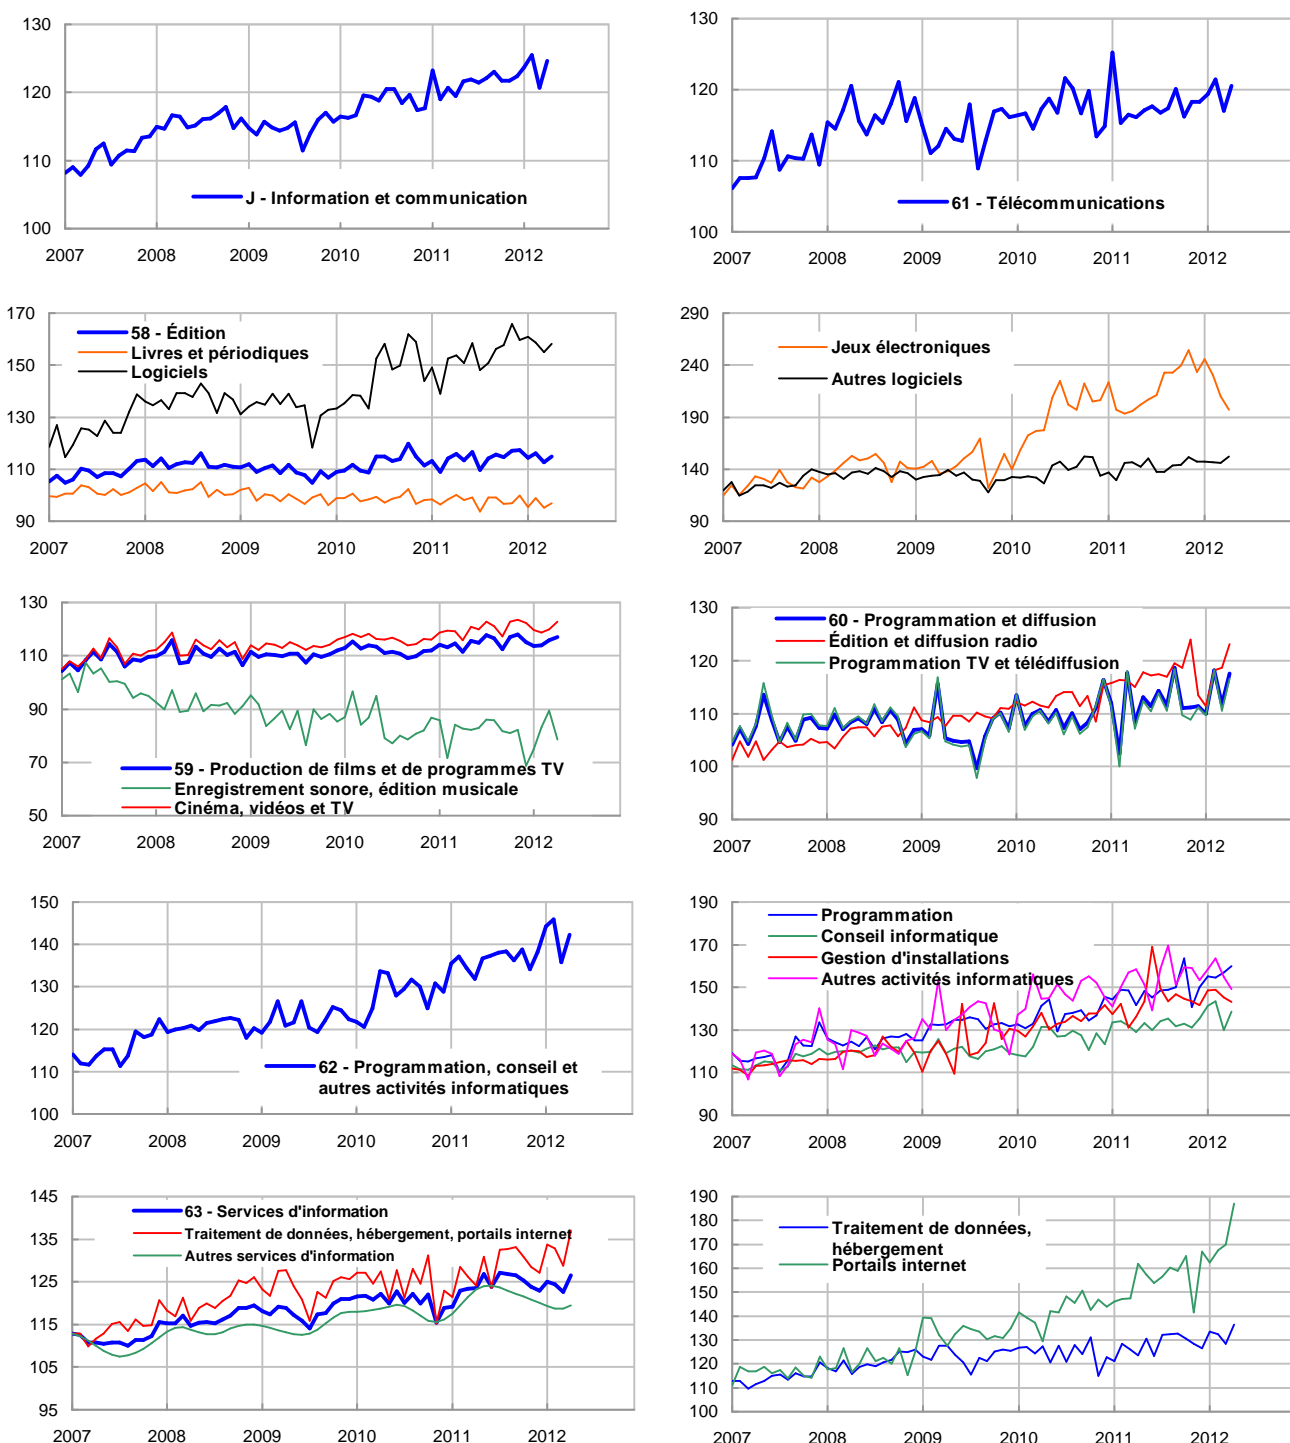 130
120
110
100
J - Information et communication
2007 2008 2009 2010 2011 2012
130
120
110
100
61 - Télécommunications
2007 2008 2009 2010 2011 2012
170
150
130
110
90
58 - Édition
Livres et périodiques
Logiciels
2007 2008 2009 2010 2011 2012
290
240
190
140
90
Jeux électroniques
Autres logiciels
2007 2008 2009 2010 2011 2012
130
110
90
70
50
59 - Production de films et de programmes TV
Enregistrement sonore, édition musicale
Cinéma, vidéos et TV
2007 2008 2009 2010 2011 2012
130
120
110
100
90
60 - Programmation et diffusion
Édition et diffusion radio
Programmation TV et télédiffusion
2007 2008 2009 2010 2011 2012
150
140
130
120
110
100
62 - Programmation, conseil et
autres activités informatiques
2007 2008 2009 2010 2011 2012
190
170
150
130
110
90
Programmation
Conseil informatique
Gestion d'installations
Autres activités informatiques
2007 2008 2009 2010 2011 2012
145
135
125
115
105
95
63 - Services d'information
Traitement de données, hébergement, portails internet
Autres services d'information
2007 2008 2009 2010 2011 2012
190
180
170
160
150
140
130
120
110
100
Traitement de données,
hébergement
Portails internet
2007 2008 2009 2010 2011 2012